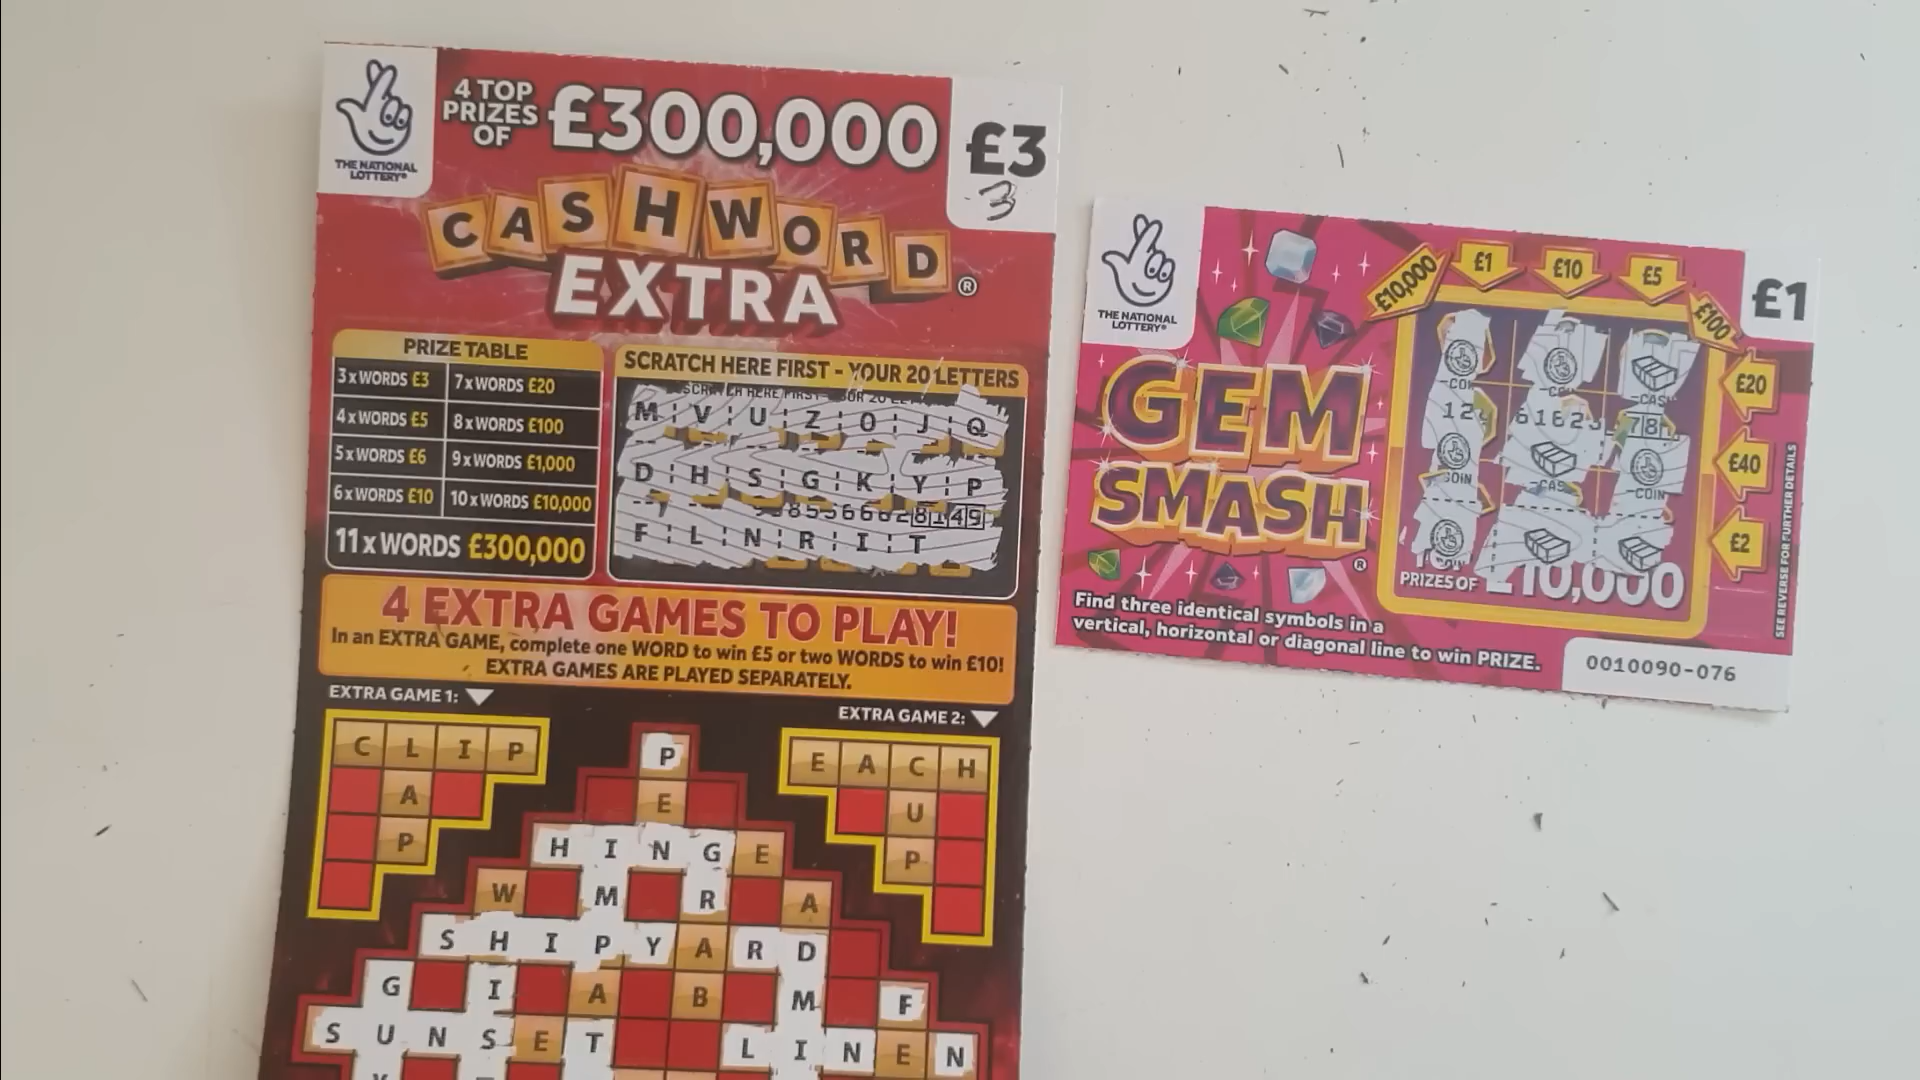 THE NATIONAL
LOTTERY®
4 TOP
PRIZES
OF
£300,000
£3
3
CASHWORD
EXTRA®
PRIZE TABLE
3 x WORDS £3
7 x WORDS £20
4 x WORDS £5
8 x WORDS £100
5 x WORDS £6
9 x WORDS £1,000
6 x WORDS £10
10 x WORDS £10,000
11 x WORDS £300,000
SCRATCH HERE FIRST - YOUR 20 LETTERS
M V U Z O J Q
D H S G K Y P
8149
F L N R I T
4 EXTRA GAMES TO PLAY!
In an EXTRA GAME, complete one WORD to win £5 or two WORDS to win £10!
EXTRA GAMES ARE PLAYED SEPARATELY.
EXTRA GAME 1:
EXTRA GAME 2:
C L I P
A
P
E A C H
U
P
P
E
H I N G E
W M R A
S H I P Y A R D
G I A B M F
S U N S E T L I N E N
THE NATIONAL
LOTTERY®
GEM
SMASH®
£10,000
£1
£10
£5
£100
£1
£20
£40
£2
COIN
CASH
COIN
COIN
PRIZES OF £10,000
SEE REVERSE FOR FURTHER DETAILS
Find three identical symbols in a
vertical, horizontal or diagonal line to win PRIZE.
0010090-076